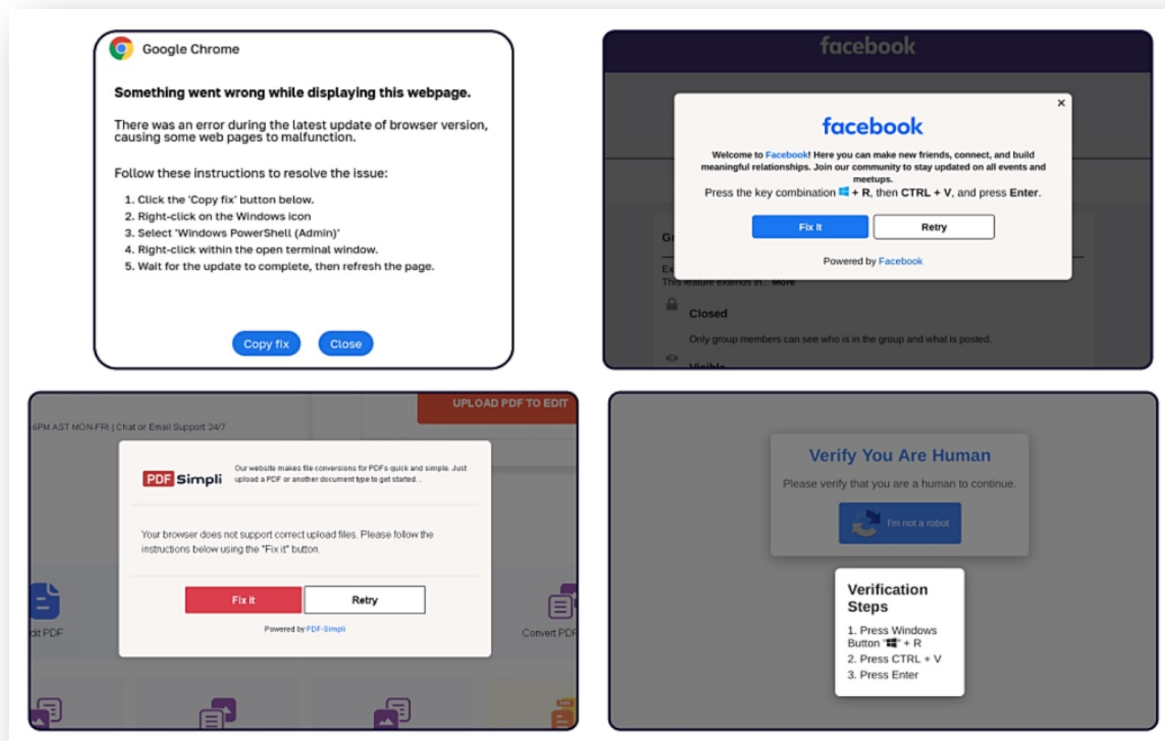 Google Chrome
Something went wrong while displaying this webpage.
There was an error during the latest update of browser version,
causing some web pages to malfunction.
Follow these instructions to resolve the issue:
1. Click the 'Copy fix' button below.
2. Right-click on the Windows icon
3. Select 'Windows PowerShell (Admin)'
4. Right-click within the open terminal window.
5. Wait for the update to complete, then refresh the page.
Copy fix
Close
facebook
facebook
Welcome to Facebook! Here you can make new friends, connect, and build
meaningful relationships. Join our community to stay updated on all events and
meetups.
Press the key combination + R, then CTRL + V, and press Enter.
Fix It
Retry
Powered by Facebook
This feature extends in... More
Closed
Only group members can see who is in the group and what is posted.
Visible
UPLOAD PDF TO EDIT
6PM AST MON-FRI | Chat or Email Support 24/7
PDF Simpli
Our website makes file conversions for PDFs quick and simple. Just
upload a PDF or another document type to get started. .
Your browser does not support correct upload files. Please follow the
instructions below using the "Fix it" button.
Fix it
Retry
Powered by PDF-Simpli
dit PDF
Convert PDF
Verify You Are Human
Please verify that you are a human to continue.
I'm not a robot
Verification
Steps
1. Press Windows
Button "" + R
2. Press CTRL + V
3. Press Enter